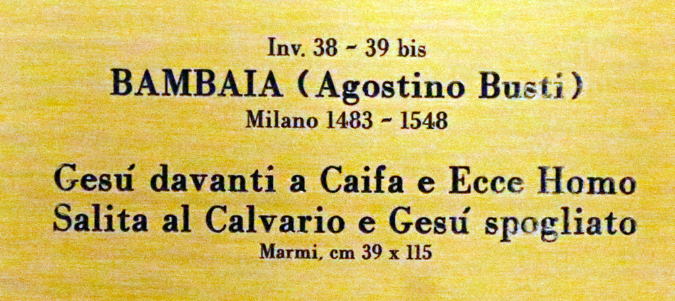 Inv. 38 ~ 39 bis
BAMBAIA (Agostino Busti)
Milano 1483 ~ 1548
Gesú davanti a Caifa e Ecce Homo
Salita al Calvario e Gesú spogliato
Marmi, cm 39 x 115